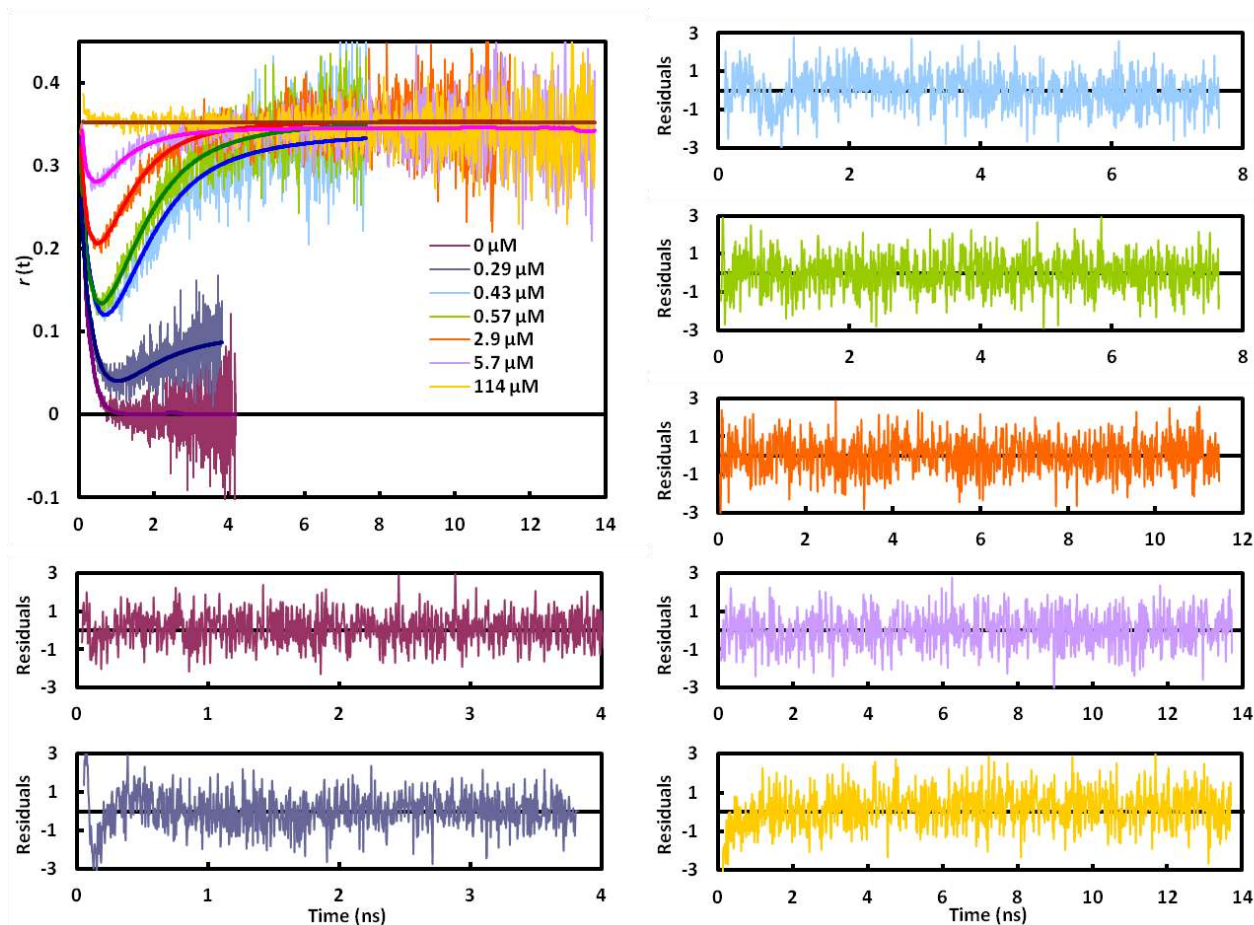 r (t)
0.4
0.3
0.2
0.1
0
-0.1
0 2 4 6 8 10 12 14
0 μM
0.29 μM
0.43 μM
0.57 μM
2.9 μM
5.7 μM
114 μM
Residuals
3
1
-1
-3
0 1 2 3 4
Residuals
3
1
-1
-3
0 1 2 3 4
Time (ns)
Residuals
3
1
-1
-3
0 2 4 6 8
Residuals
3
1
-1
-3
0 2 4 6 8
Residuals
3
1
-1
-3
0 2 4 6 8 10 12
Residuals
3
1
-1
-3
0 2 4 6 8 10 12 14
Residuals
3
1
-1
-3
0 2 4 6 8 10 12 14
Time (ns)